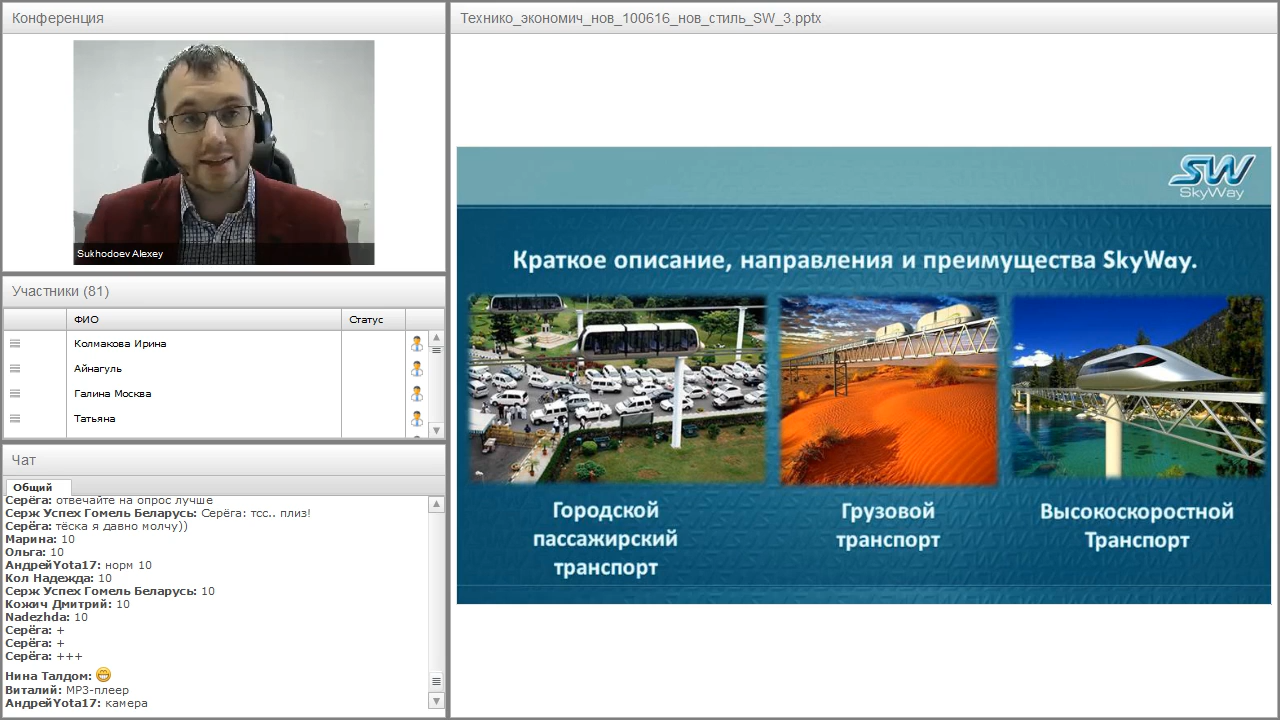 Конференция
Sukhodoev Alexey
Участники (81)
ФИО
Статус
Колмакова Ирина
Айнагуль
Галина Москва
Татьяна
Чат
Общий
Серёга: отвечайте на опрос лучше
Серж Успех Гомель Беларусь: Серёга: тсс.. плиз!
Серёга: тёска я давно молчу))
Марина: 10
Ольга: 10
АндрейYota17: норм 10
Кол Надежда: 10
Серж Успех Гомель Беларусь: 10
Кожич Дмитрий: 10
Nadezhda: 10
Серёга: +
Серёга: +
Серёга: +++
Нина Талдом:
Виталий: MP3-плеер
АндрейYota17: камера
Технико_экономич_нов_100616_нов_стиль_SW_3.pptx
SW
SkyWay
Краткое описание, направления и преимущества SkyWay.
Городской
пассажирский
транспорт
Грузовой
транспорт
Высокоскоростной
Транспорт